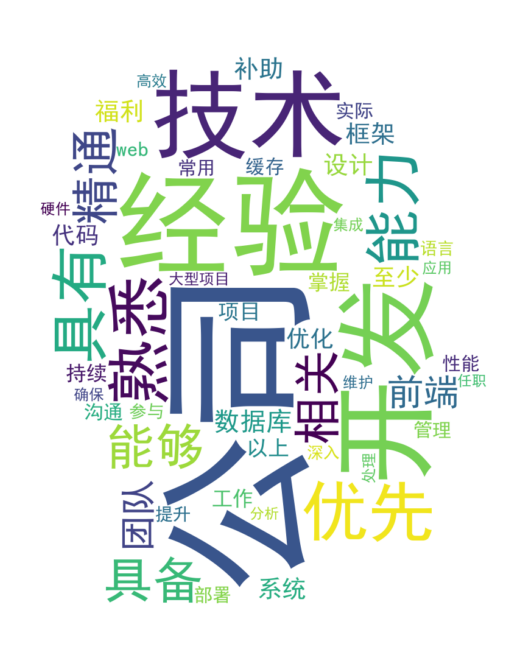 高效
补助
技术
福利
实际
精通
web
框架
常用
缓存
设计
能力
经验
硬件
代码
集成
语言
具有
熟悉
大型项目
掌握
至少
应用
公司
项目
开发
优化
持续
相关
性能
确保
维护
前端
任职
沟通
参与
数据库
管理
能够
以上
深入
处理
团队
提升
工作
分析
优先
具备
部署
系统